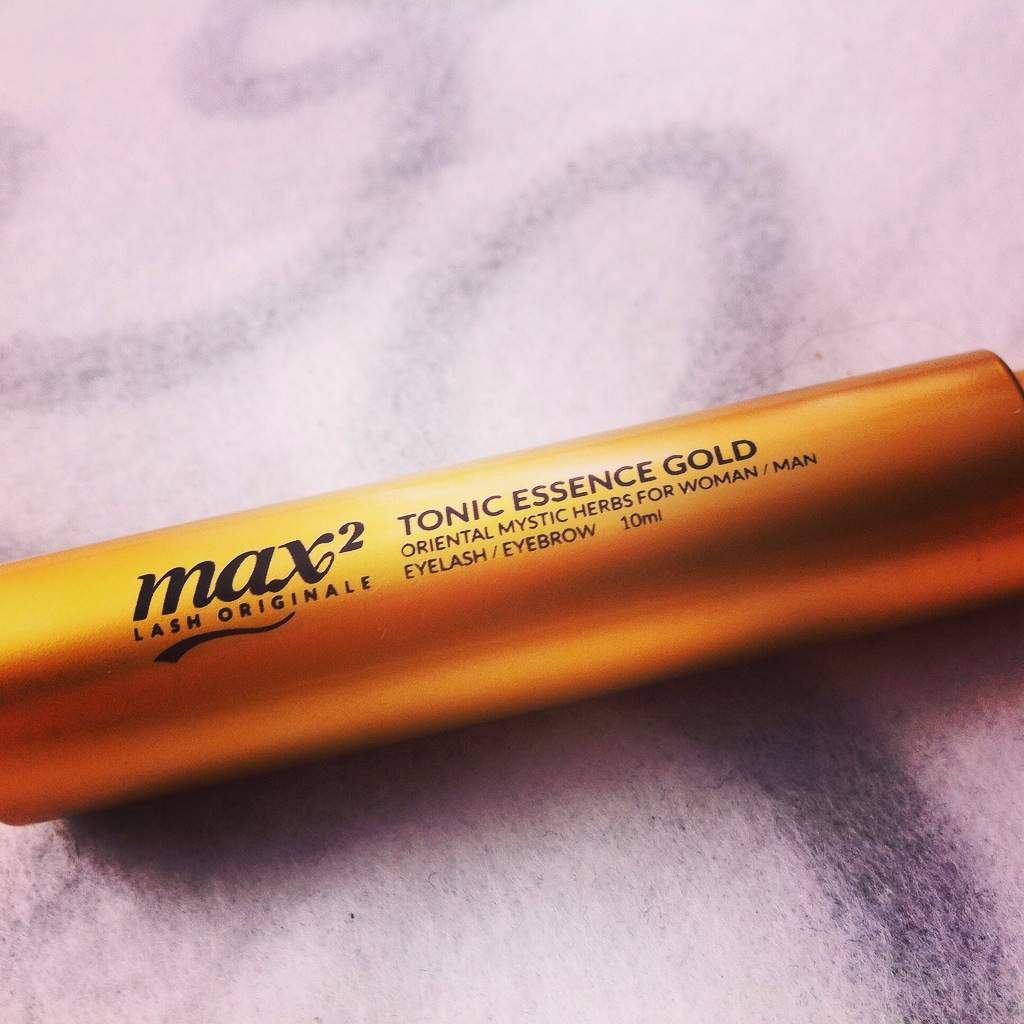 max²
LASH ORIGINALE
TONIC ESSENCE GOLD
ORIENTAL MYSTIC HERBS FOR WOMAN / MAN
EYELASH / EYEBROW 10ml